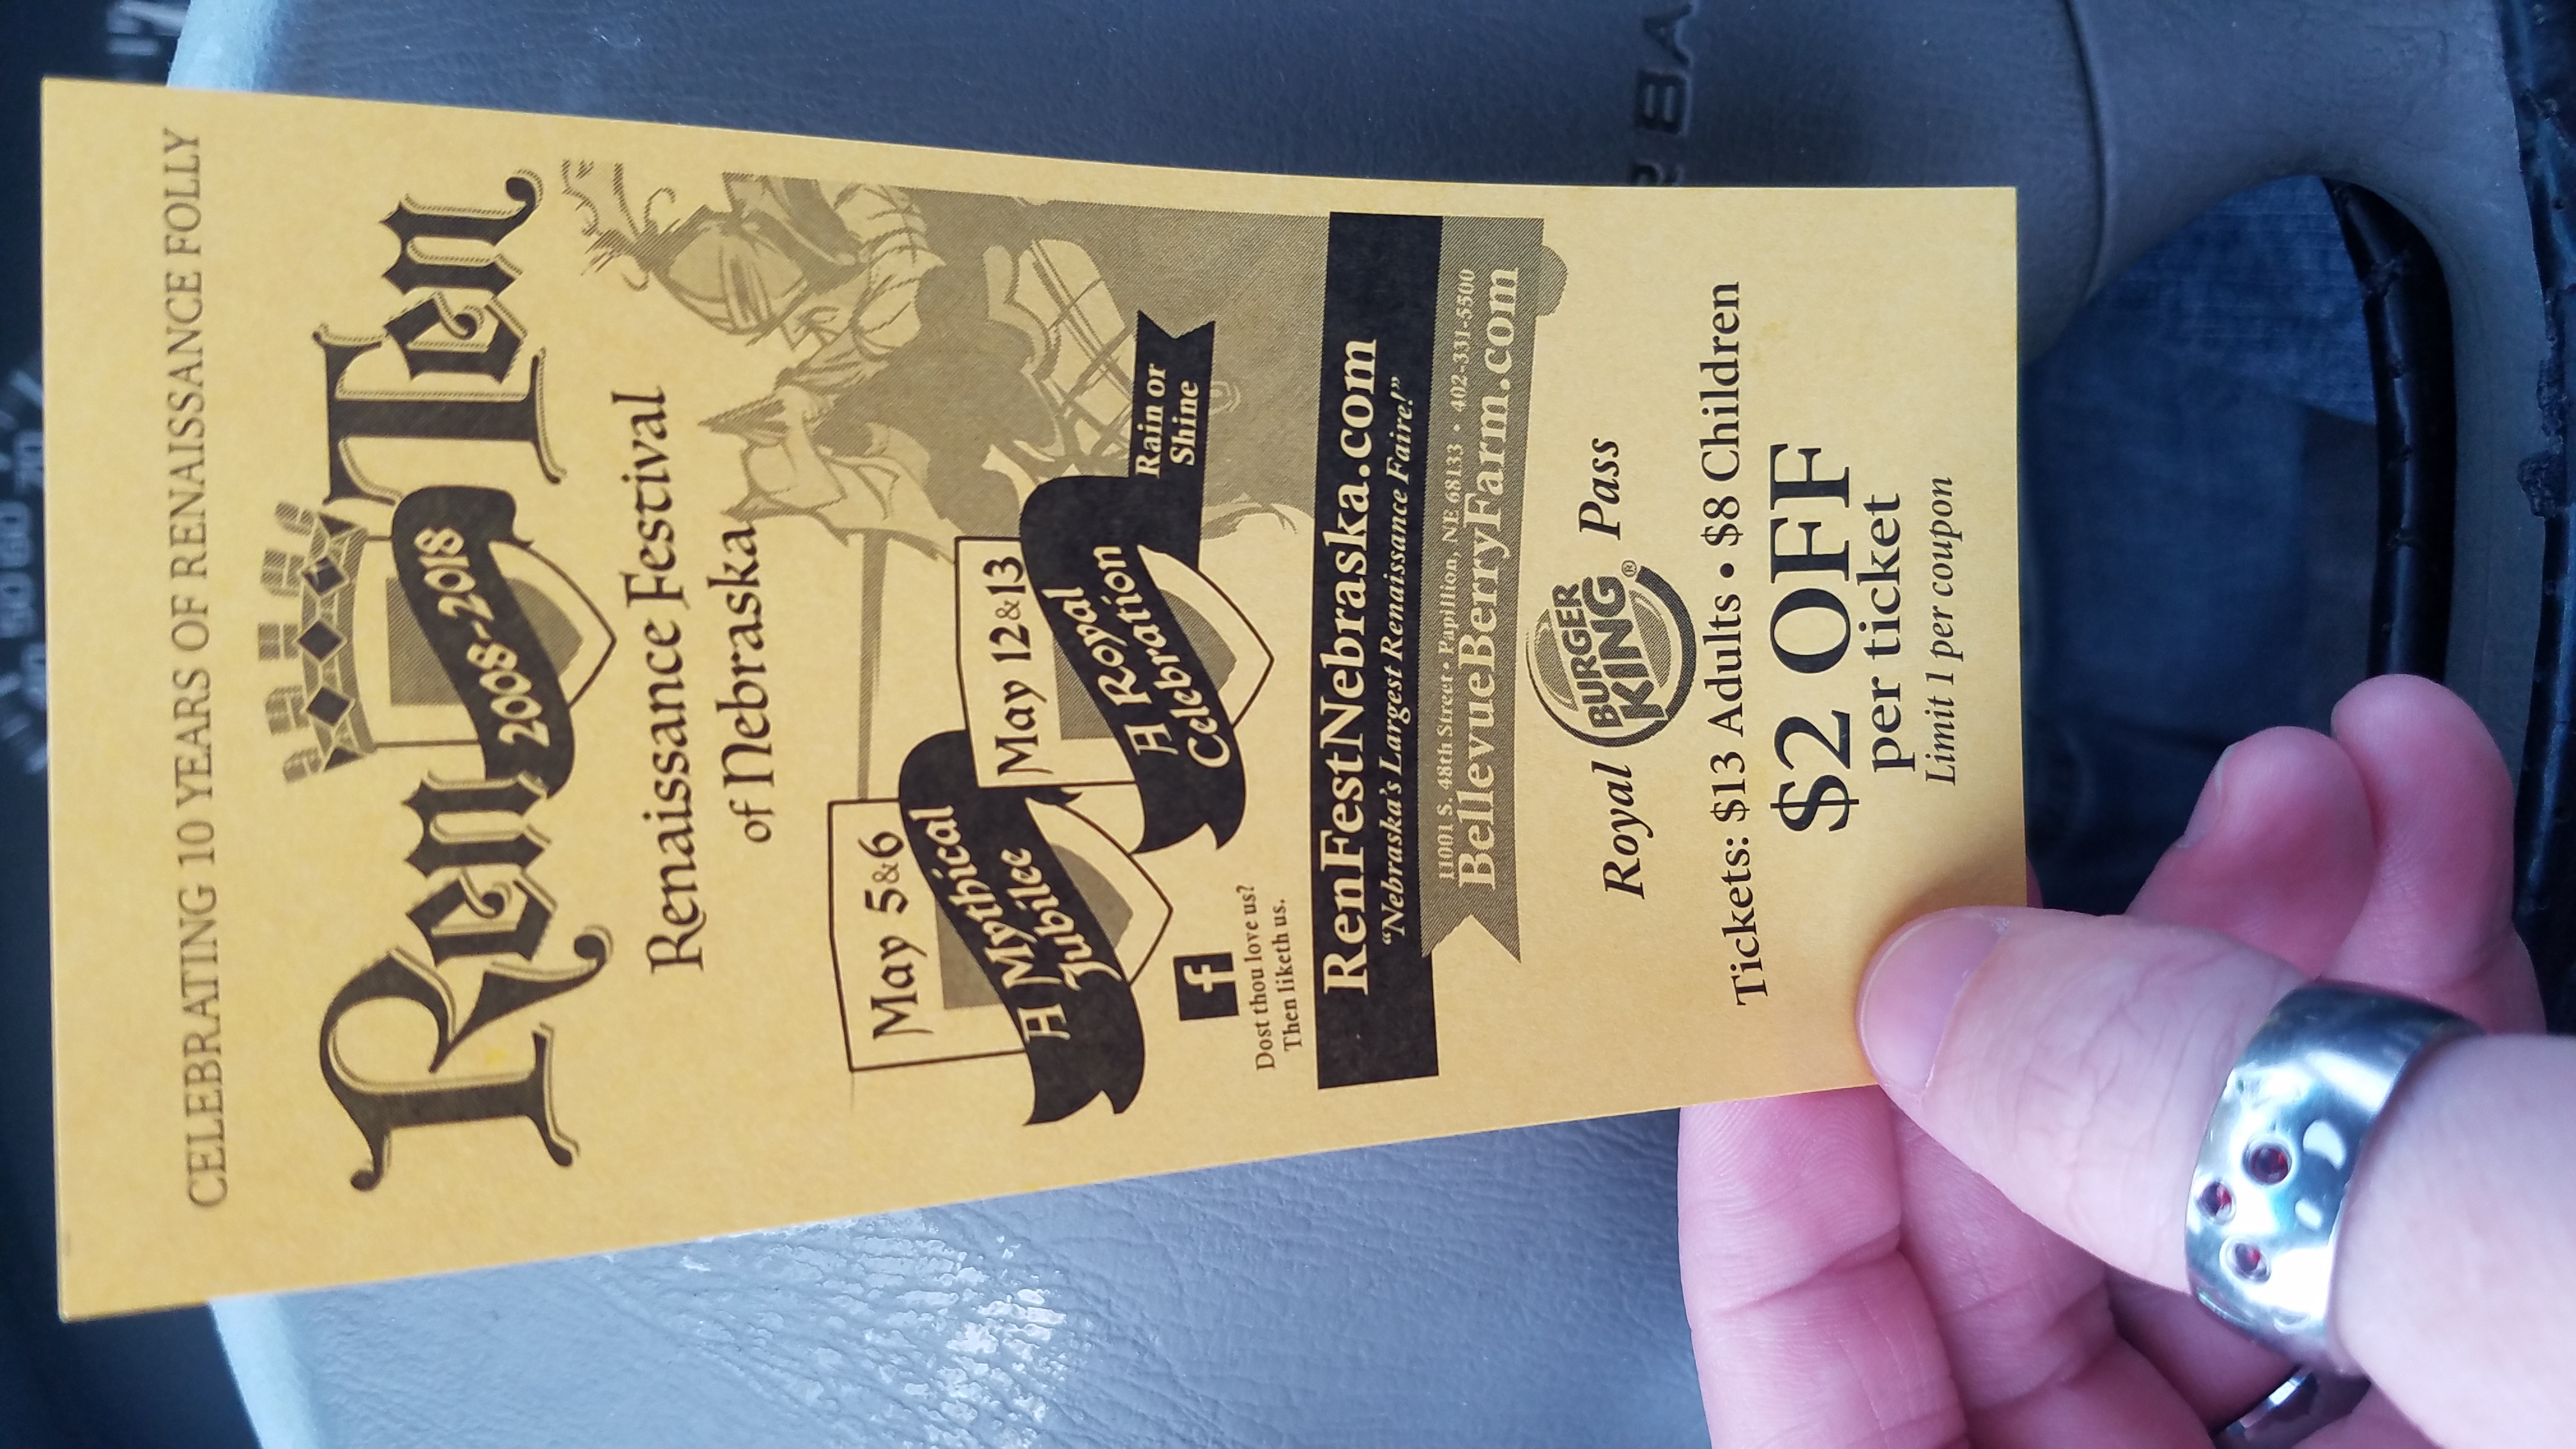 CELEBRATING 10 YEARS OF RENAISSANCE FOLLY
Ren Ten
2008-2018
Renaissance Festival
of Nebraska
May 5&6
A Mythical
Jubilee
May 12&13
A Royal
Celebration
Rain or
Shine
f
Dost thou love us?
Then liketh us.
RenFestNebraska.com
"Nebraska's Largest Renaissance Faire!"
11001 S. 48th Street • Papillion, NE 68133 • 402-331-5500
BellevueBerryFarm.com
Royal BURGER KING® Pass
Tickets: $13 Adults • $8 Children
$2 OFF
per ticket
Limit 1 per coupon